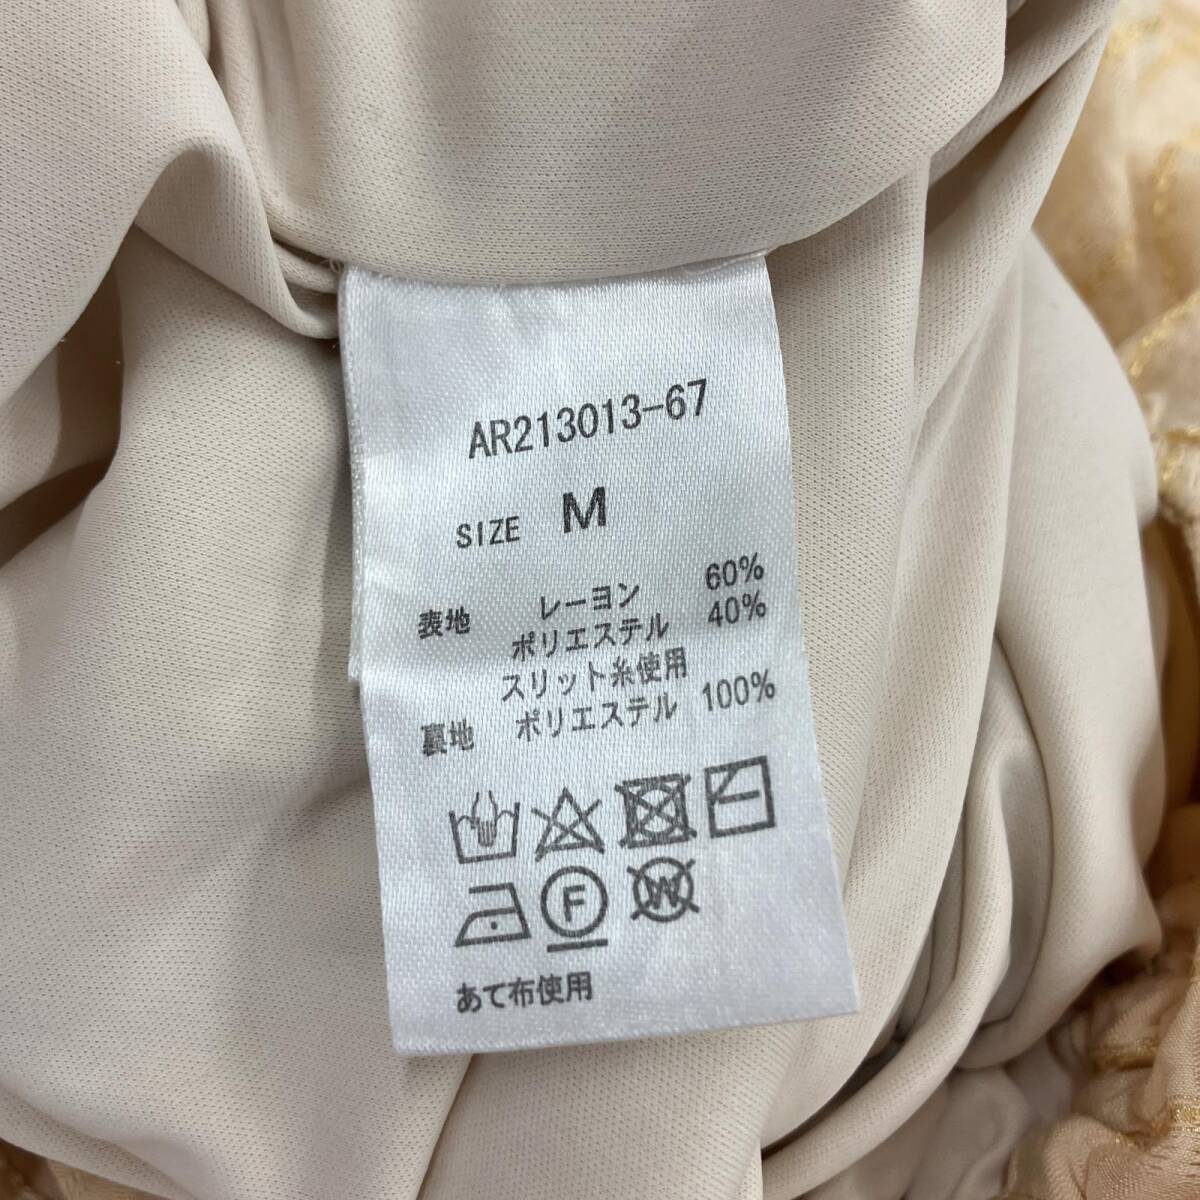 AR213013-67
SIZE M
表地 レーヨン 60%
ポリエステル 40%
スリット糸使用
裏地 ポリエステル 100%
F W
あて布使用